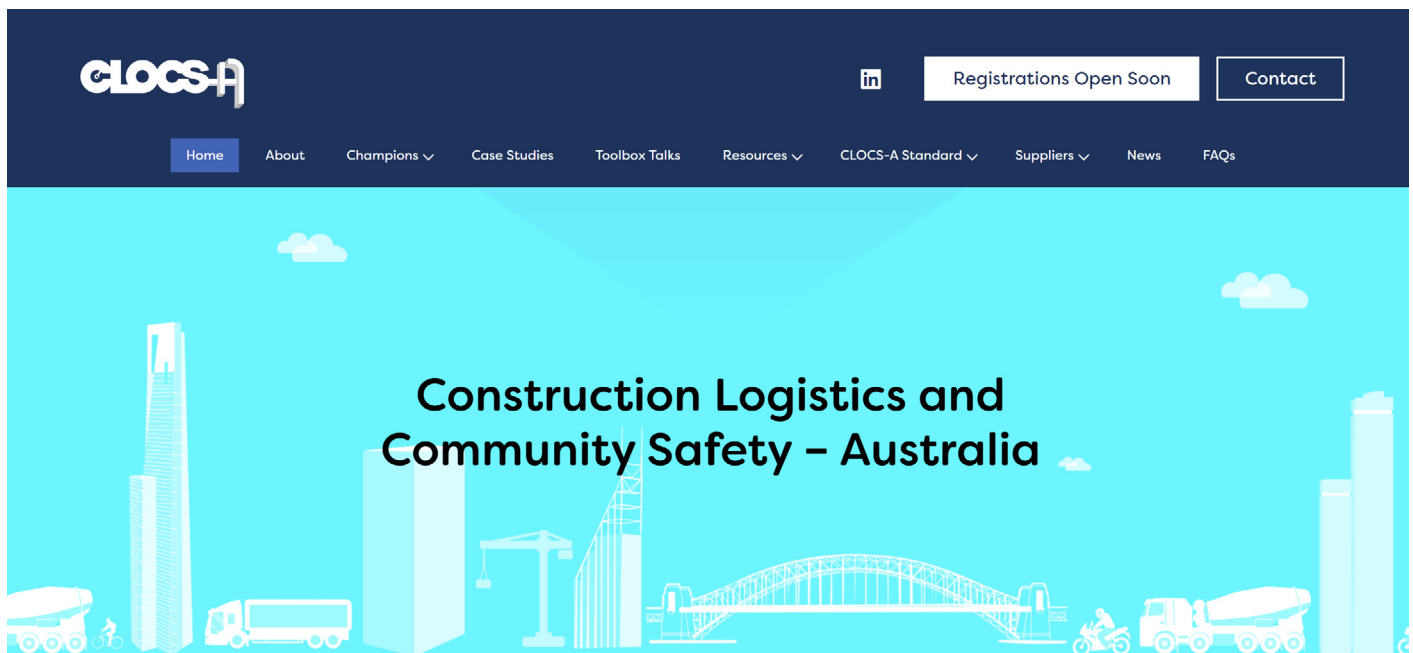 CLOCS-A
in
Registrations Open Soon
Contact
Home
About
Champions
Case Studies
Toolbox Talks
Resources
CLOCS-A Standard
Suppliers
News
FAQs
Construction Logistics and
Community Safety – Australia